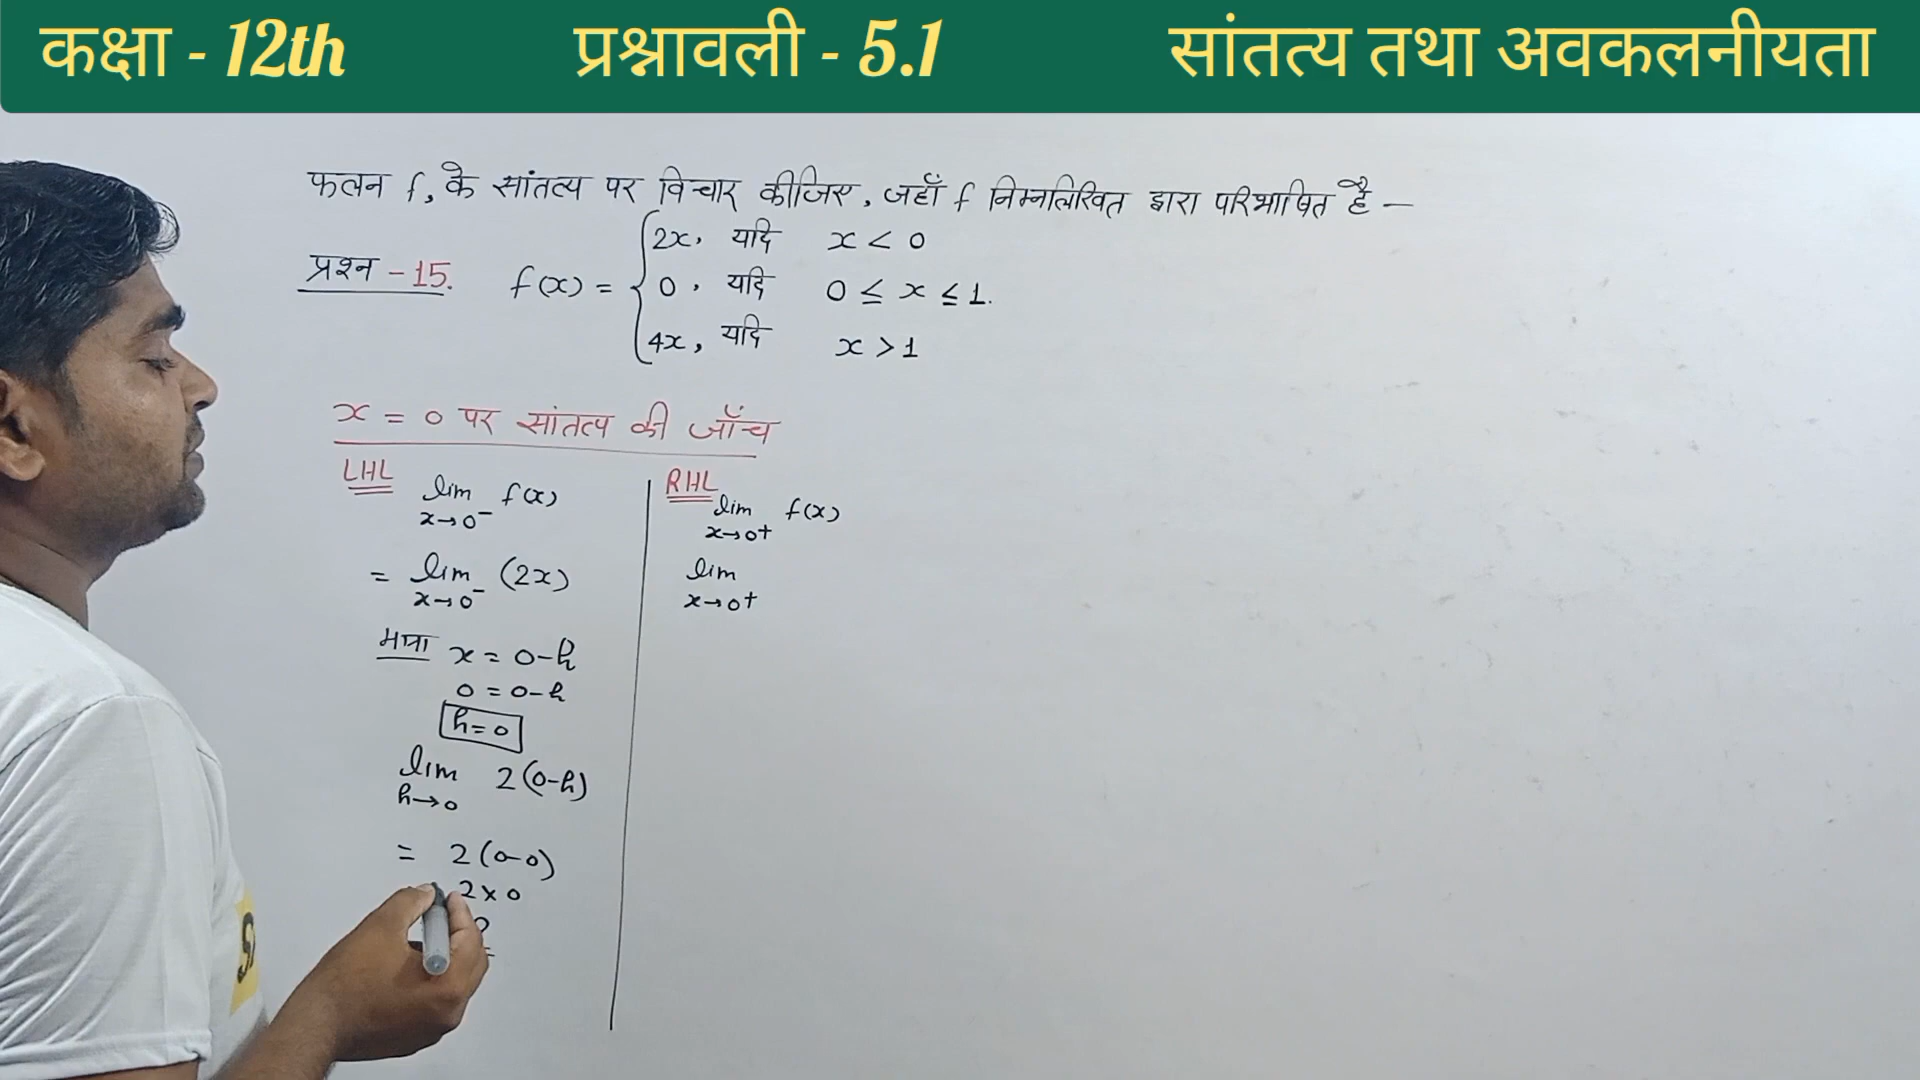 कक्षा - 12th प्रश्नावली - 5.1 सांतत्य तथा अवकलनीयता
फलन f, के सांतत्य पर विचार कीजिए, जहाँ f निम्नलिखित द्वारा परिभाषित है —
प्रश्न - 15. f(x) = {
2x, यदि x < 0
0, यदि 0 ≤ x ≤ 1.
4x, यदि x > 1
x = 0 पर सांतत्य की जाँच
LHL
lim f(x)
x→0⁻
= lim (2x)
x→0⁻
माना x = 0-h
0 = 0-h
h=0
lim 2(0-h)
h→0
= 2(0-0)
2×0
RHL
lim f(x)
x→0+
lim
x→0+